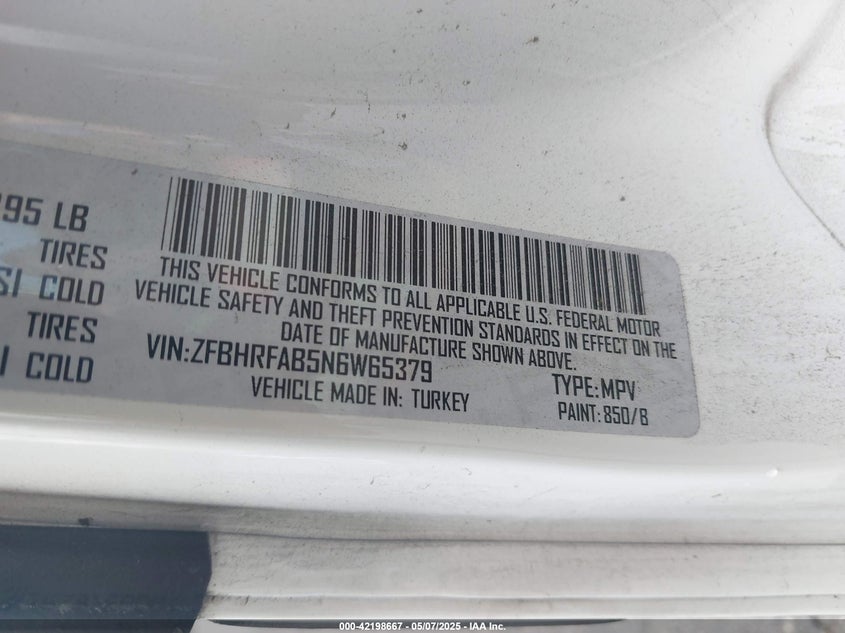 95 LB
TIRES
SI COLD
TIRES
I COLD
THIS VEHICLE CONFORMS TO ALL APPLICABLE U.S. FEDERAL MOTOR
VEHICLE SAFETY AND THEFT PREVENTION STANDARDS IN EFFECT ON THE
DATE OF MANUFACTURE SHOWN ABOVE.
VIN:ZFBHRFAB5N6W65379
TYPE:MPV
VEHICLE MADE IN: TURKEY
PAINT: 850/B
000-42198667 - 05/07/2025 - IAA Inc.